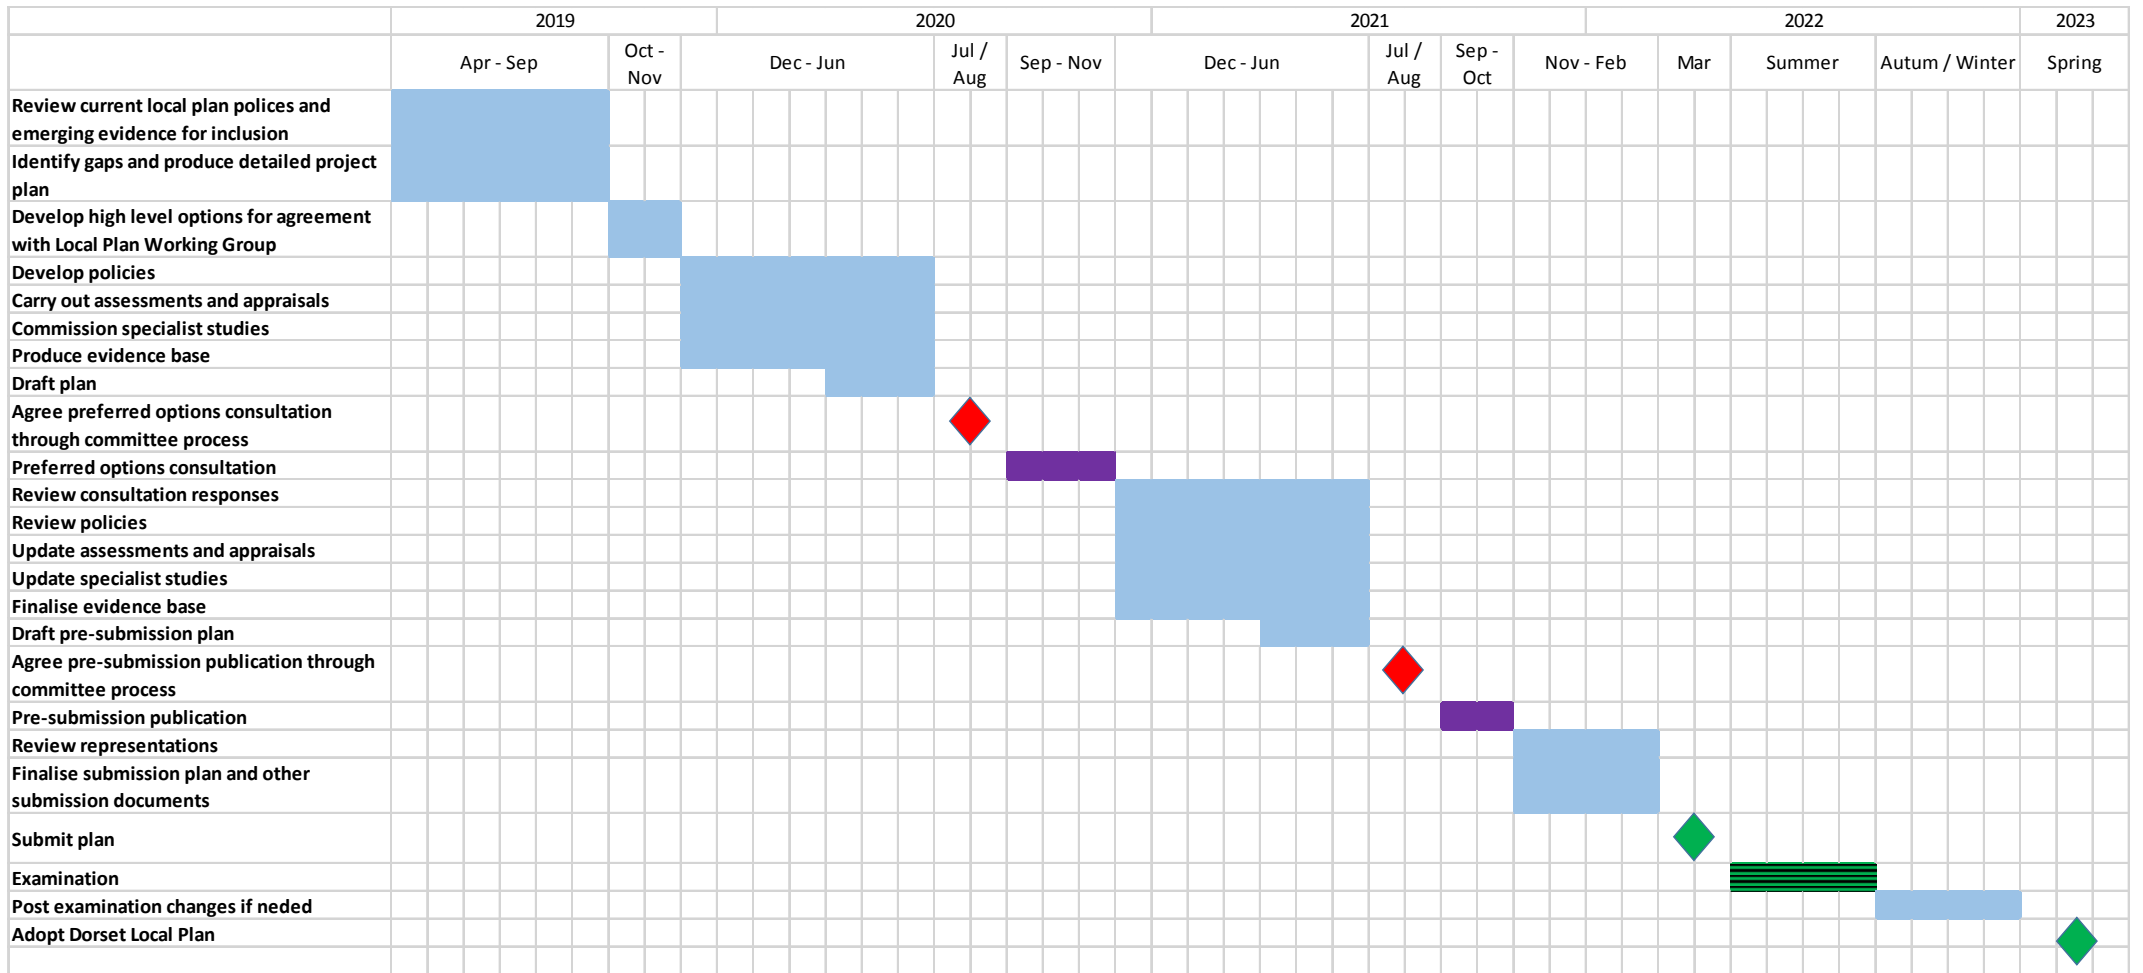 2019 2020 2021 2022 2023
Apr - Sep Oct - Nov Dec - Jun Jul / Aug Sep - Nov Dec - Jun Jul / Aug Sep - Oct Nov - Feb Mar Summer Autum / Winter Spring
Review current local plan polices and
emerging evidence for inclusion
Identify gaps and produce detailed project
plan
Develop high level options for agreement
with Local Plan Working Group
Develop policies
Carry out assessments and appraisals
Commission specialist studies
Produce evidence base
Draft plan
Agree preferred options consultation
through committee process
Preferred options consultation
Review consultation responses
Review policies
Update assessments and appraisals
Update specialist studies
Finalise evidence base
Draft pre-submission plan
Agree pre-submission publication through
committee process
Pre-submission publication
Review representations
Finalise submission plan and other
submission documents
Submit plan
Examination
Post examination changes if needed
Adopt Dorset Local Plan